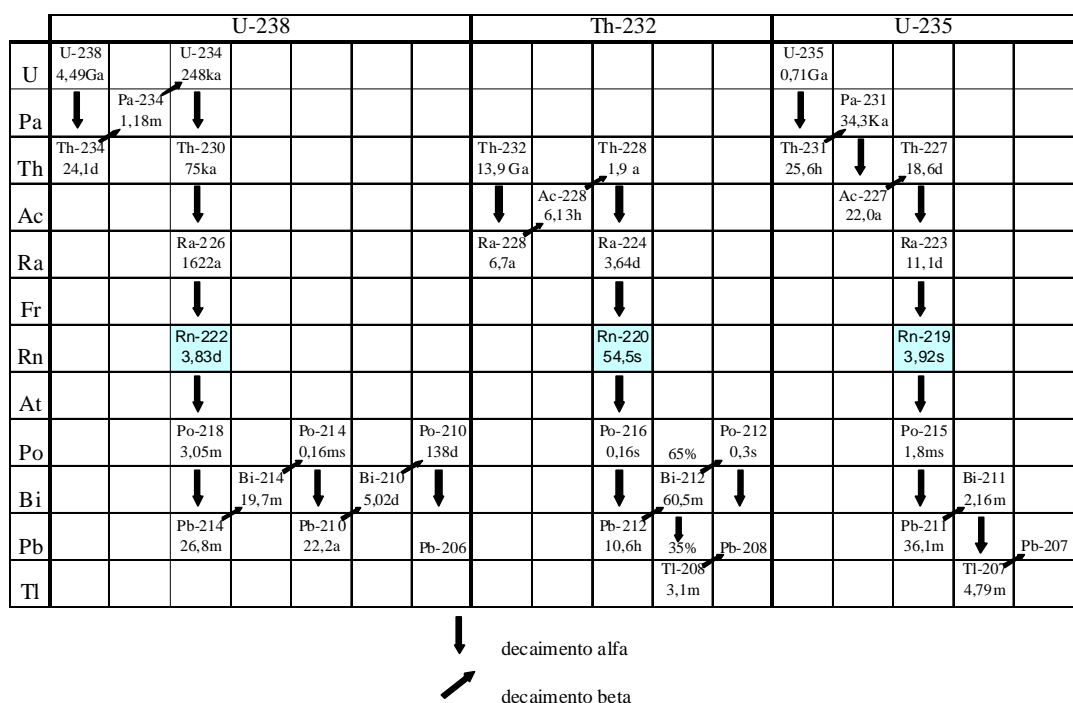 U-238 Th-232 U-235
U-238 U-234 U-235
U 4,49Ga 248ka 0,71Ga
Pa-234 Pa-231
Pa 1,18m 34,3Ka
Th-234 Th-230 Th-232 Th-228 Th-231 Th-227
Th 24,1d 75ka 13,9 Ga 1,9 a 25,6h 18,6d
Ac-228 Ac-227
Ac 6,13h 22,0a
Ra-226 Ra-228 Ra-224 Ra-223
Ra 1622a 6,7a 3,64d 11,1d
Fr
Rn-222 Rn-220 Rn-219
Rn 3,83d 54,5s 3,92s
At
Po-218 Po-214 Po-210 Po-216 Po-212 Po-215
Po 3,05m 0,16ms 138d 0,16s 65% 0,3s 1,8ms
Bi-214 Bi-210 Bi-212 Bi-211
Bi 19,7m 5,02d 60,5m 2,16m
Pb-214 Pb-210 Pb-212 Pb-211
Pb 26,8m 22,2a Pb-206 10,6h 35% Pb-208 36,1m Pb-207
Tl-208 Tl-207
Tl 3,1m 4,79m
decaimento alfa
decaimento beta